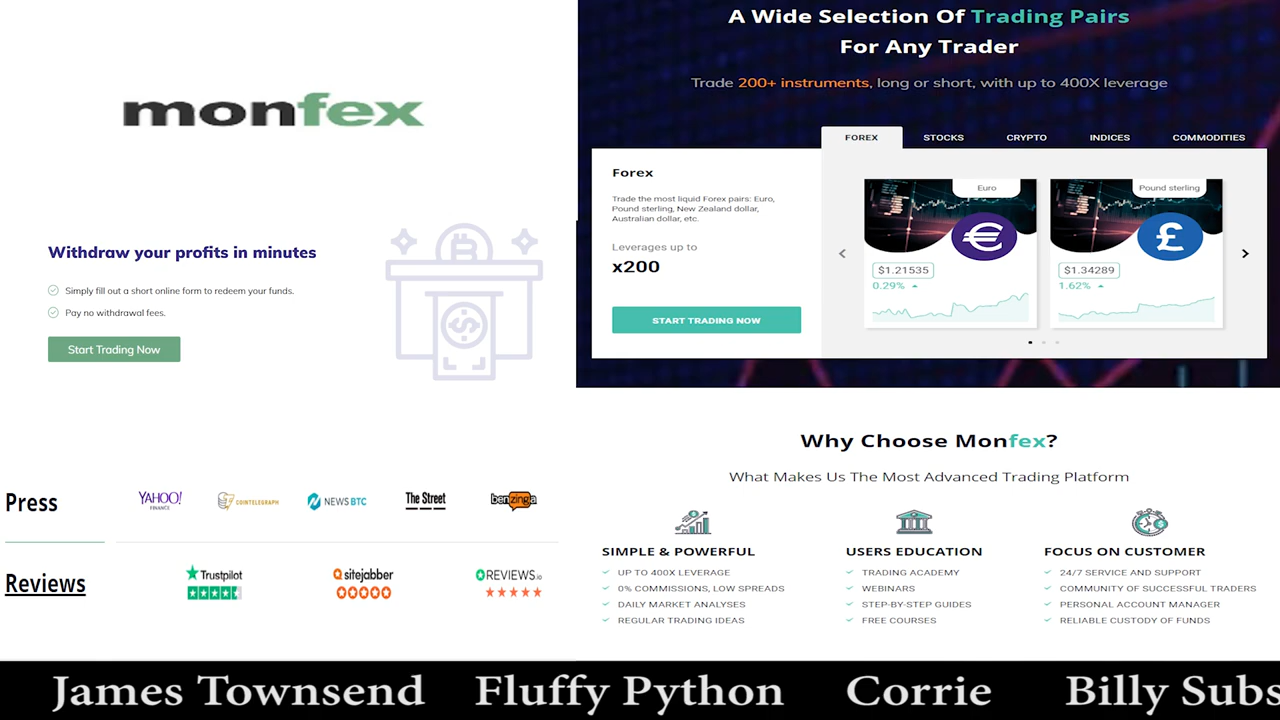 monfex
Withdraw your profits in minutes
Simply fill out a short online form to redeem your funds.
Pay no withdrawal fees.
Start Trading Now
A Wide Selection Of Trading Pairs
For Any Trader
Trade 200+ instruments, long or short, with up to 400X leverage
FOREX STOCKS CRYPTO INDICES COMMODITIES
Forex
Trade the most liquid Forex pairs: Euro,
Pound sterling, New Zealand dollar,
Australian dollar, etc.
Leverages up to
x200
START TRADING NOW
Euro
€
$1.21535
0.29%
Pound sterling
£
$1.34289
1.62%
Press
YAHOO!
FINANCE
COINTELEGRAPH
NEWSBTC
The Street
benzinga
Reviews
Trustpilot
sitejabber
REVIEWS.io
Why Choose Monfex?
What Makes Us The Most Advanced Trading Platform
SIMPLE & POWERFUL
UP TO 400X LEVERAGE
0% COMMISSIONS, LOW SPREADS
DAILY MARKET ANALYSES
REGULAR TRADING IDEAS
USERS EDUCATION
TRADING ACADEMY
WEBINARS
STEP-BY-STEP GUIDES
FREE COURSES
FOCUS ON CUSTOMER
24/7 SERVICE AND SUPPORT
COMMUNITY OF SUCCESSFUL TRADERS
PERSONAL ACCOUNT MANAGER
RELIABLE CUSTODY OF FUNDS
James Townsend Fluffy Python Corrie Billy Subs